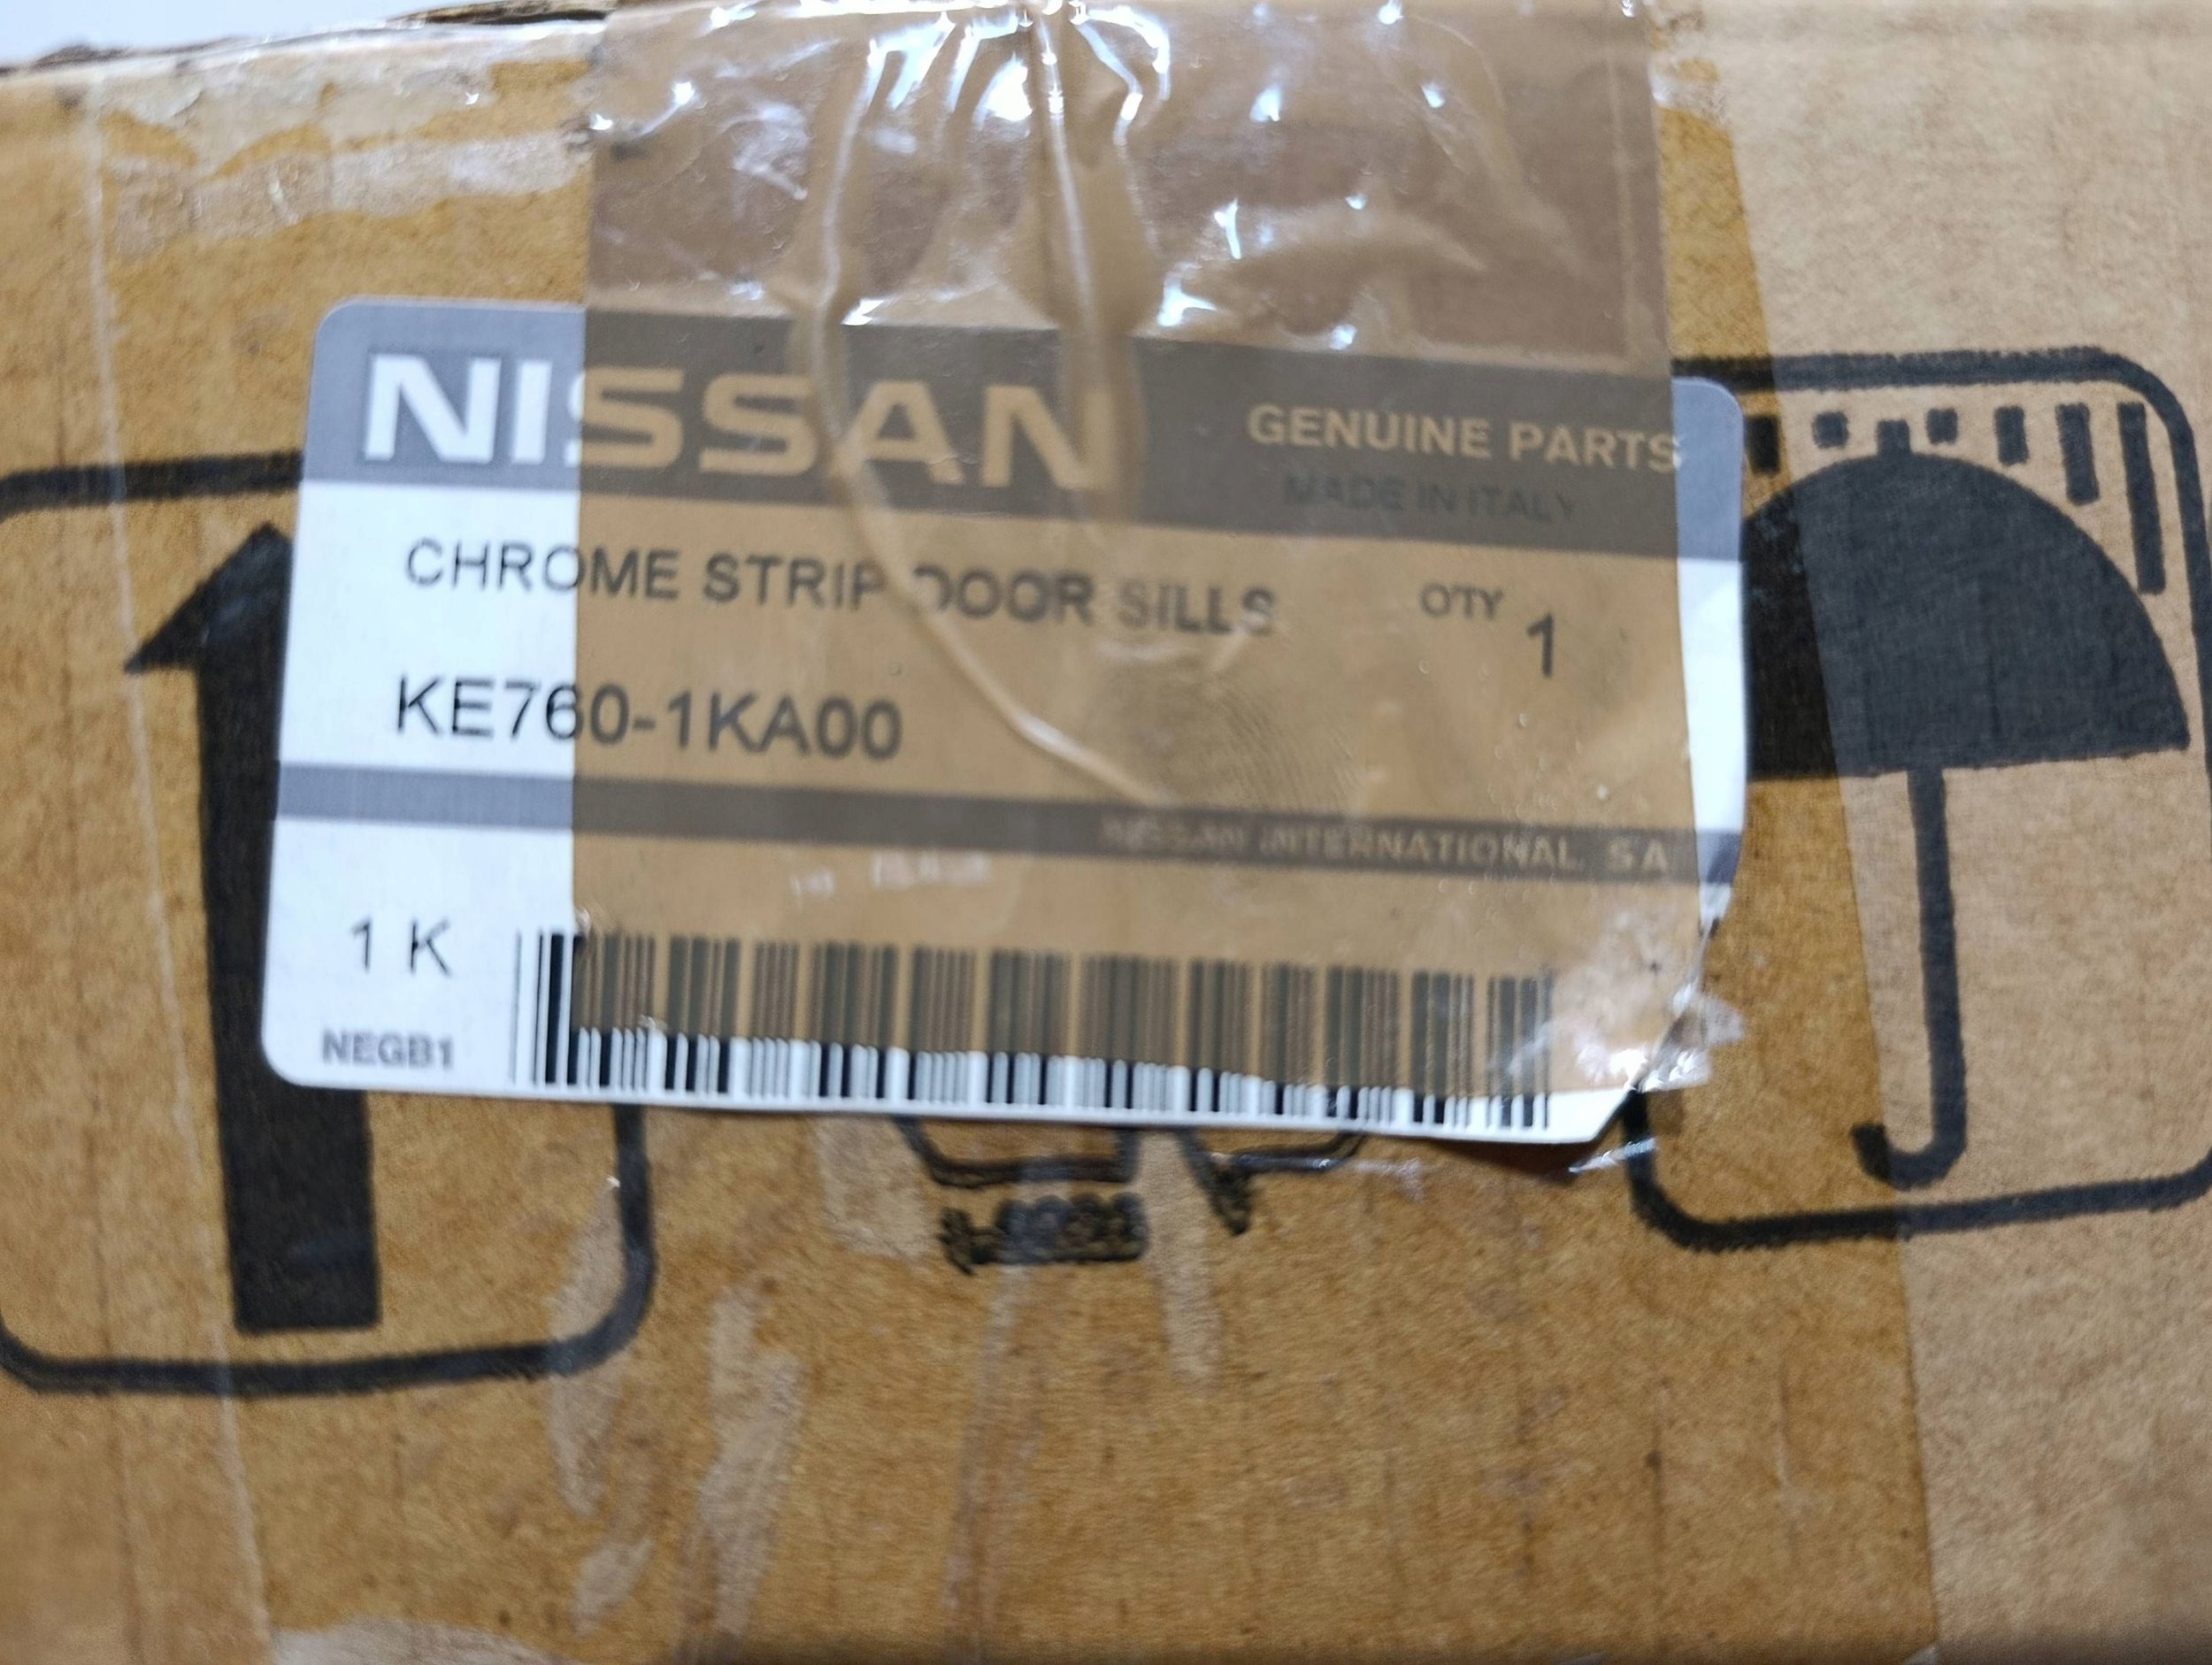 NISSAN
GENUINE PARTS
MADE IN ITALY
CHROME STRIP DOOR SILLS
QTY 1
KE760-1KA00
NISSAN INTERNATIONAL, SA
1 K
NEGB1